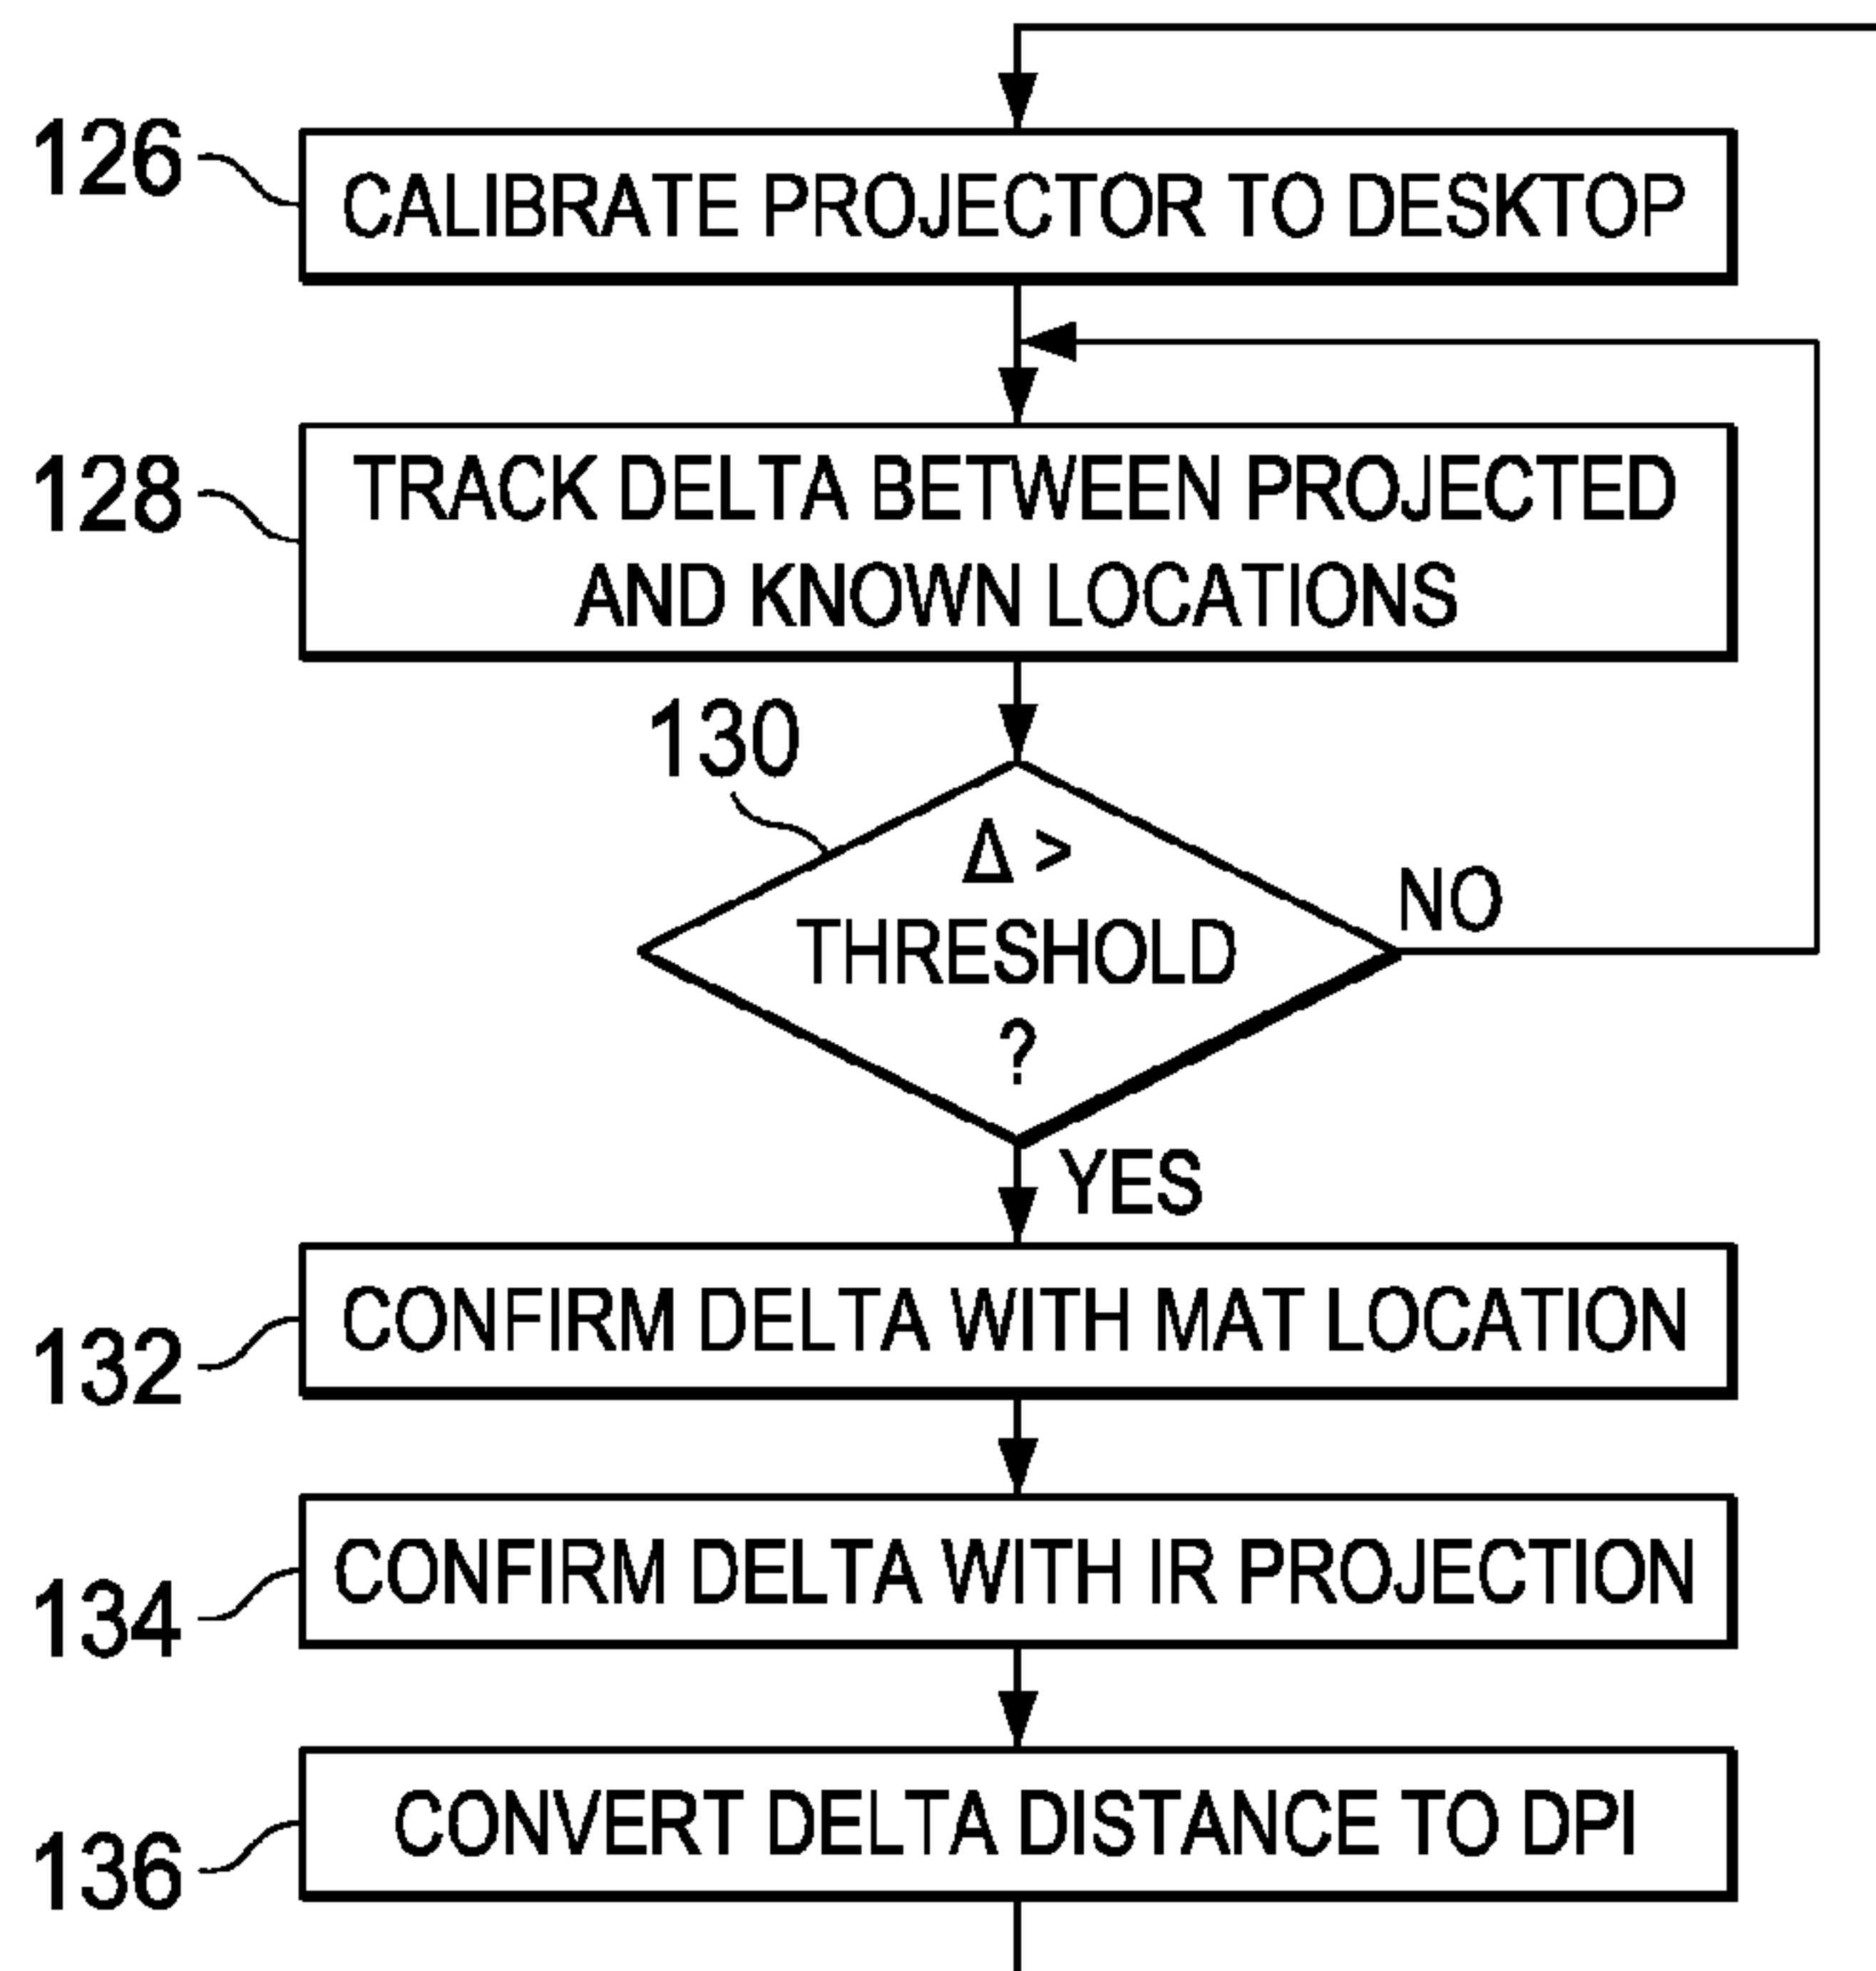 126
CALIBRATE PROJECTOR TO DESKTOP
128
TRACK DELTA BETWEEN PROJECTED
AND KNOWN LOCATIONS
130
Δ >
THRESHOLD
?
NO
YES
132
CONFIRM DELTA WITH MAT LOCATION
134
CONFIRM DELTA WITH IR PROJECTION
136
CONVERT DELTA DISTANCE TO DPI